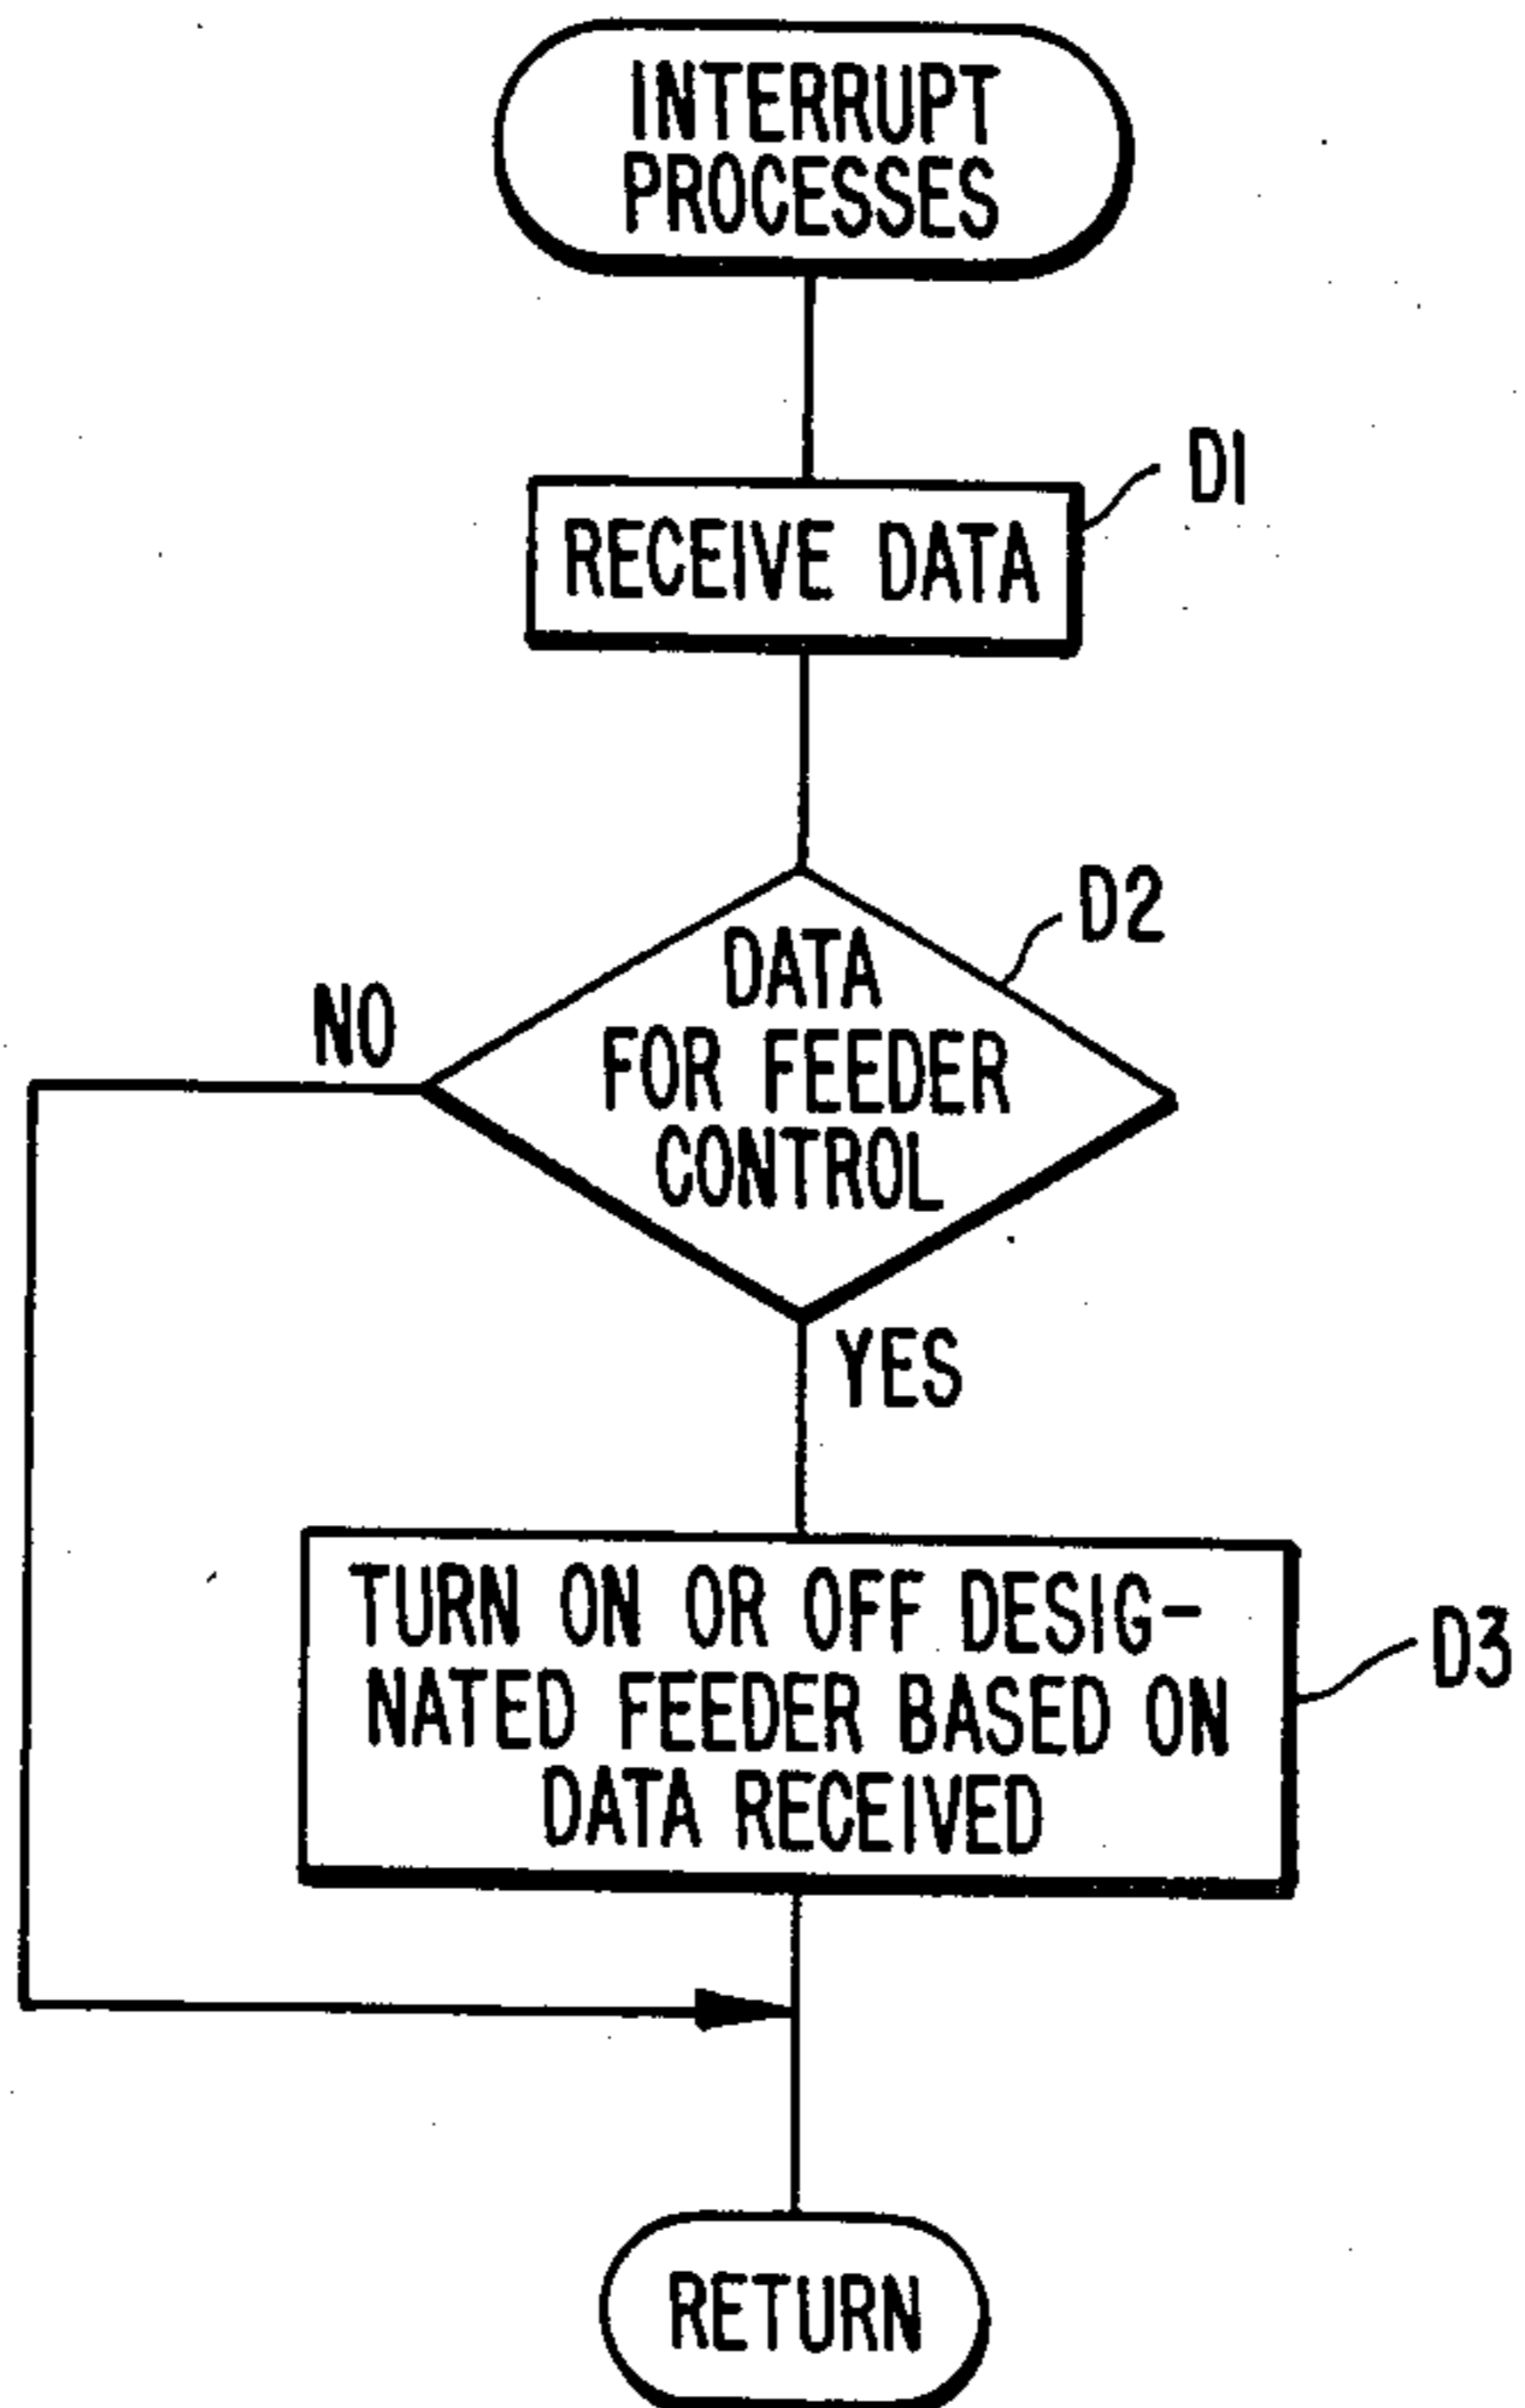 INTERRUPT
PROCESSES
D1
RECEIVE DATA
D2
DATA
FOR FEEDER
CONTROL
NO
YES
TURN ON OR OFF DESIG-
NATED FEEDER BASED ON
DATA RECEIVED
D3
RETURN